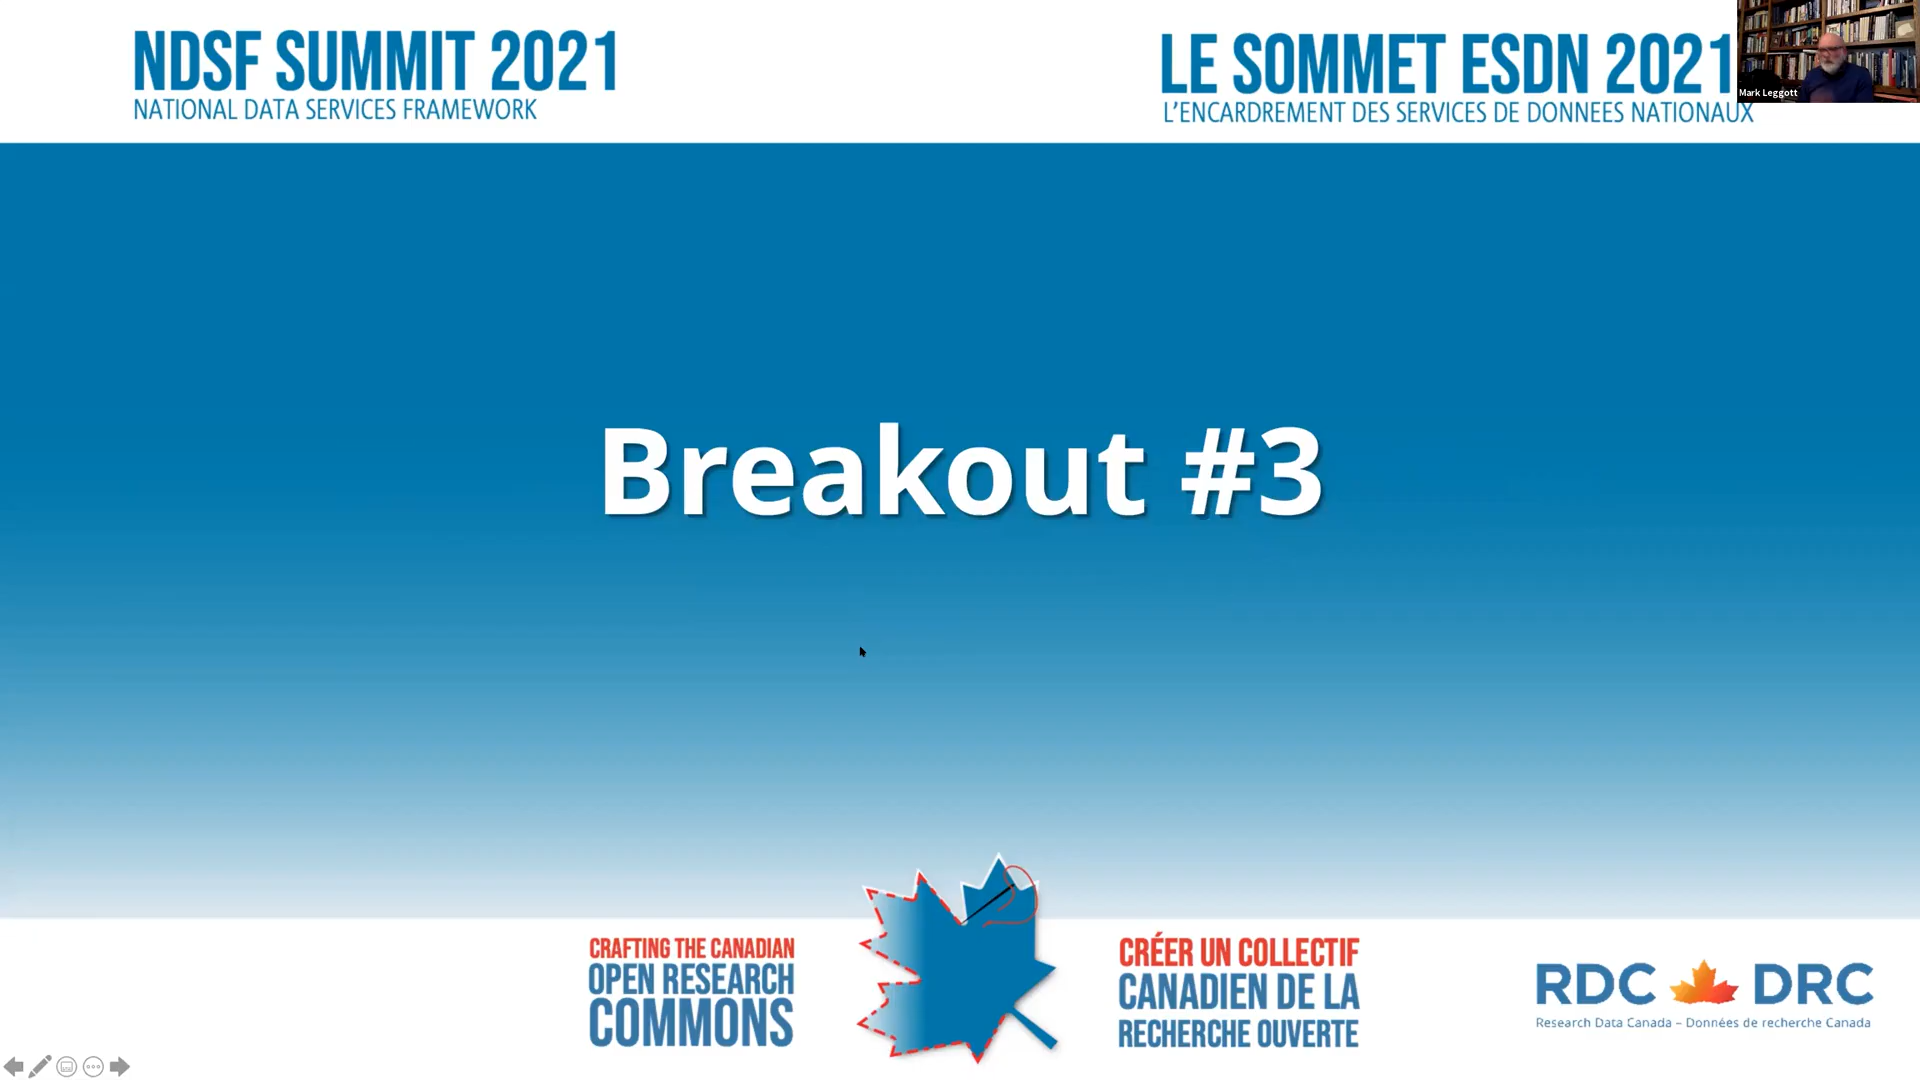 NDSF SUMMIT 2021
NATIONAL DATA SERVICES FRAMEWORK
LE SOMMET ESDN 2021
L'ENCARDREMENT DES SERVICES DE DONNEES NATIONAUX
Mark Leggott
Breakout #3
CRAFTING THE CANADIAN
OPEN RESEARCH
COMMONS
CRÉER UN COLLECTIF
CANADIEN DE LA
RECHERCHE OUVERTE
RDC DRC
Research Data Canada – Données de recherche Canada